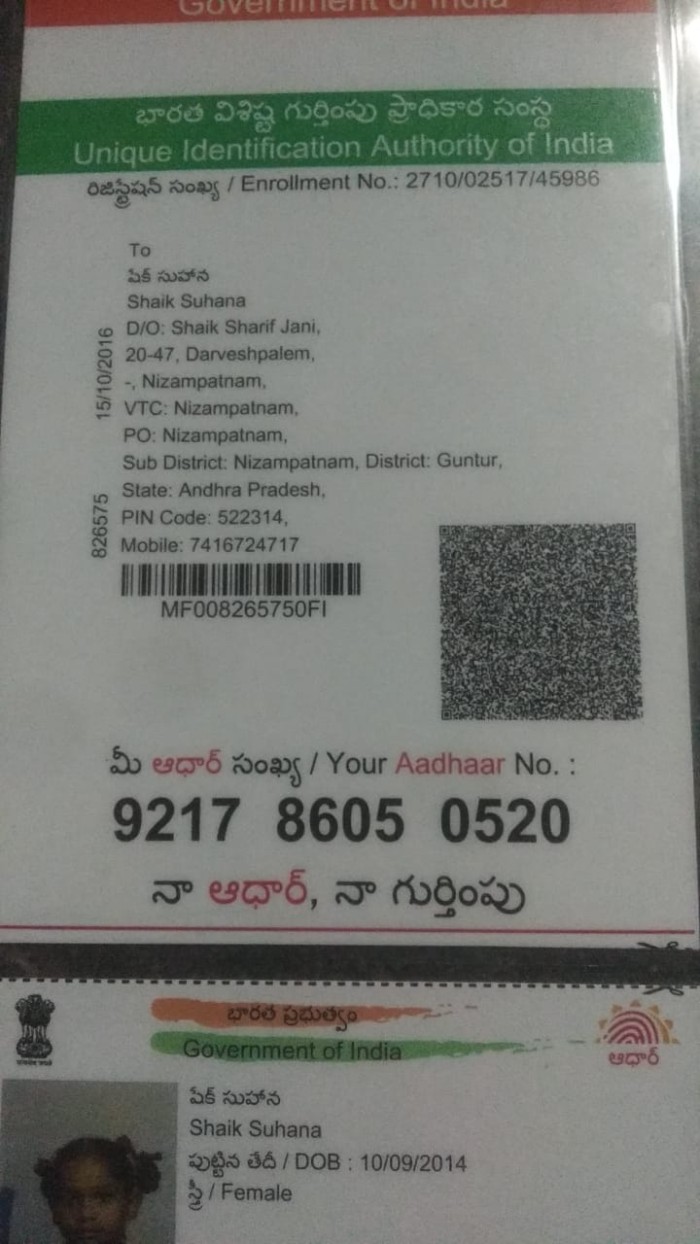 Government of India
భారత విశిష్ట గుర్తింపు ప్రాధికార సంస్థ
Unique Identification Authority of India
రిజిస్ట్రేషన్ సంఖ్య / Enrollment No.: 2710/02517/45986
To
షేక్ సుహాన
Shaik Suhana
D/O: Shaik Sharif Jani,
20-47, Darveshpalem,
-, Nizampatnam,
VTC: Nizampatnam,
PO: Nizampatnam,
Sub District: Nizampatnam, District: Guntur,
State: Andhra Pradesh,
PIN Code: 522314,
Mobile: 7416724717
15/10/2016
826575
MF008265750FI
మీ ఆధార్ సంఖ్య / Your Aadhaar No. :
9217 8605 0520
నా ఆధార్, నా గుర్తింపు
భారత ప్రభుత్వం
Government of India
ఆధార్
షేక్ సుహాన
Shaik Suhana
పుట్టిన తేదీ / DOB : 10/09/2014
స్త్రీ / Female